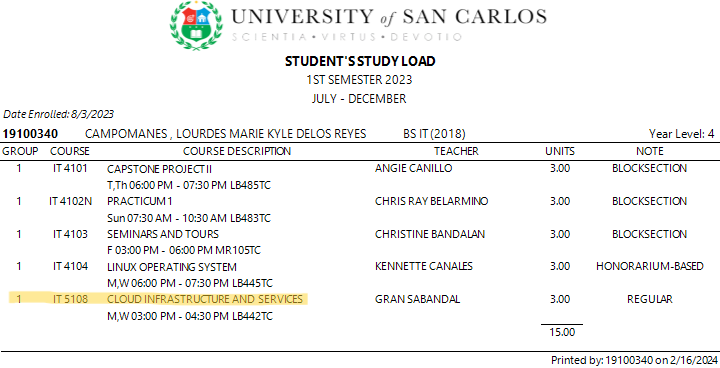 UNIVERSITY of SAN CARLOS
SCIENTIA • VIRTUS • DEVOTIO
STUDENT'S STUDY LOAD
1ST SEMESTER 2023
JULY - DECEMBER
Date Enrolled: 8/3/2023
19100340 CAMPOMANES , LOURDES MARIE KYLE DELOS REYES BS IT (2018) Year Level: 4
GROUP COURSE COURSE DESCRIPTION TEACHER UNITS NOTE
1 IT 4101 CAPSTONE PROJECT II ANGIE CANILLO 3.00 BLOCKSECTION
T,Th 06:00 PM - 07:30 PM LB485TC
1 IT 4102N PRACTICUM 1 CHRIS RAY BELARMINO 3.00 BLOCKSECTION
Sun 07:30 AM - 10:30 AM LB483TC
1 IT 4103 SEMINARS AND TOURS CHRISTINE BANDALAN 3.00 BLOCKSECTION
F 03:00 PM - 06:00 PM MR105TC
1 IT 4104 LINUX OPERATING SYSTEM KENNETTE CANALES 3.00 HONORARIUM-BASED
M,W 06:00 PM - 07:30 PM LB445TC
1 IT 5108 CLOUD INFRASTRUCTURE AND SERVICES GRAN SABANDAL 3.00 REGULAR
M,W 03:00 PM - 04:30 PM LB442TC
15.00
Printed by: 19100340 on 2/16/2024